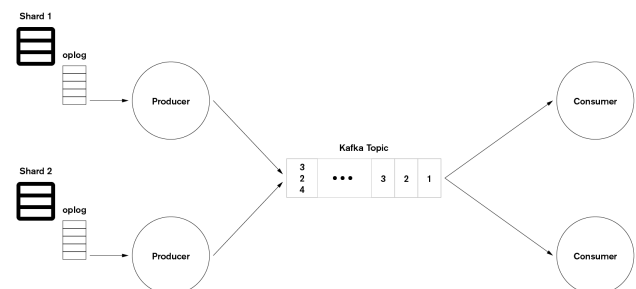 Shard 1
oplog
Producer
Consumer
Kafka Topic
3
2
4
••• 3 2 1
Shard 2
oplog
Producer
Consumer